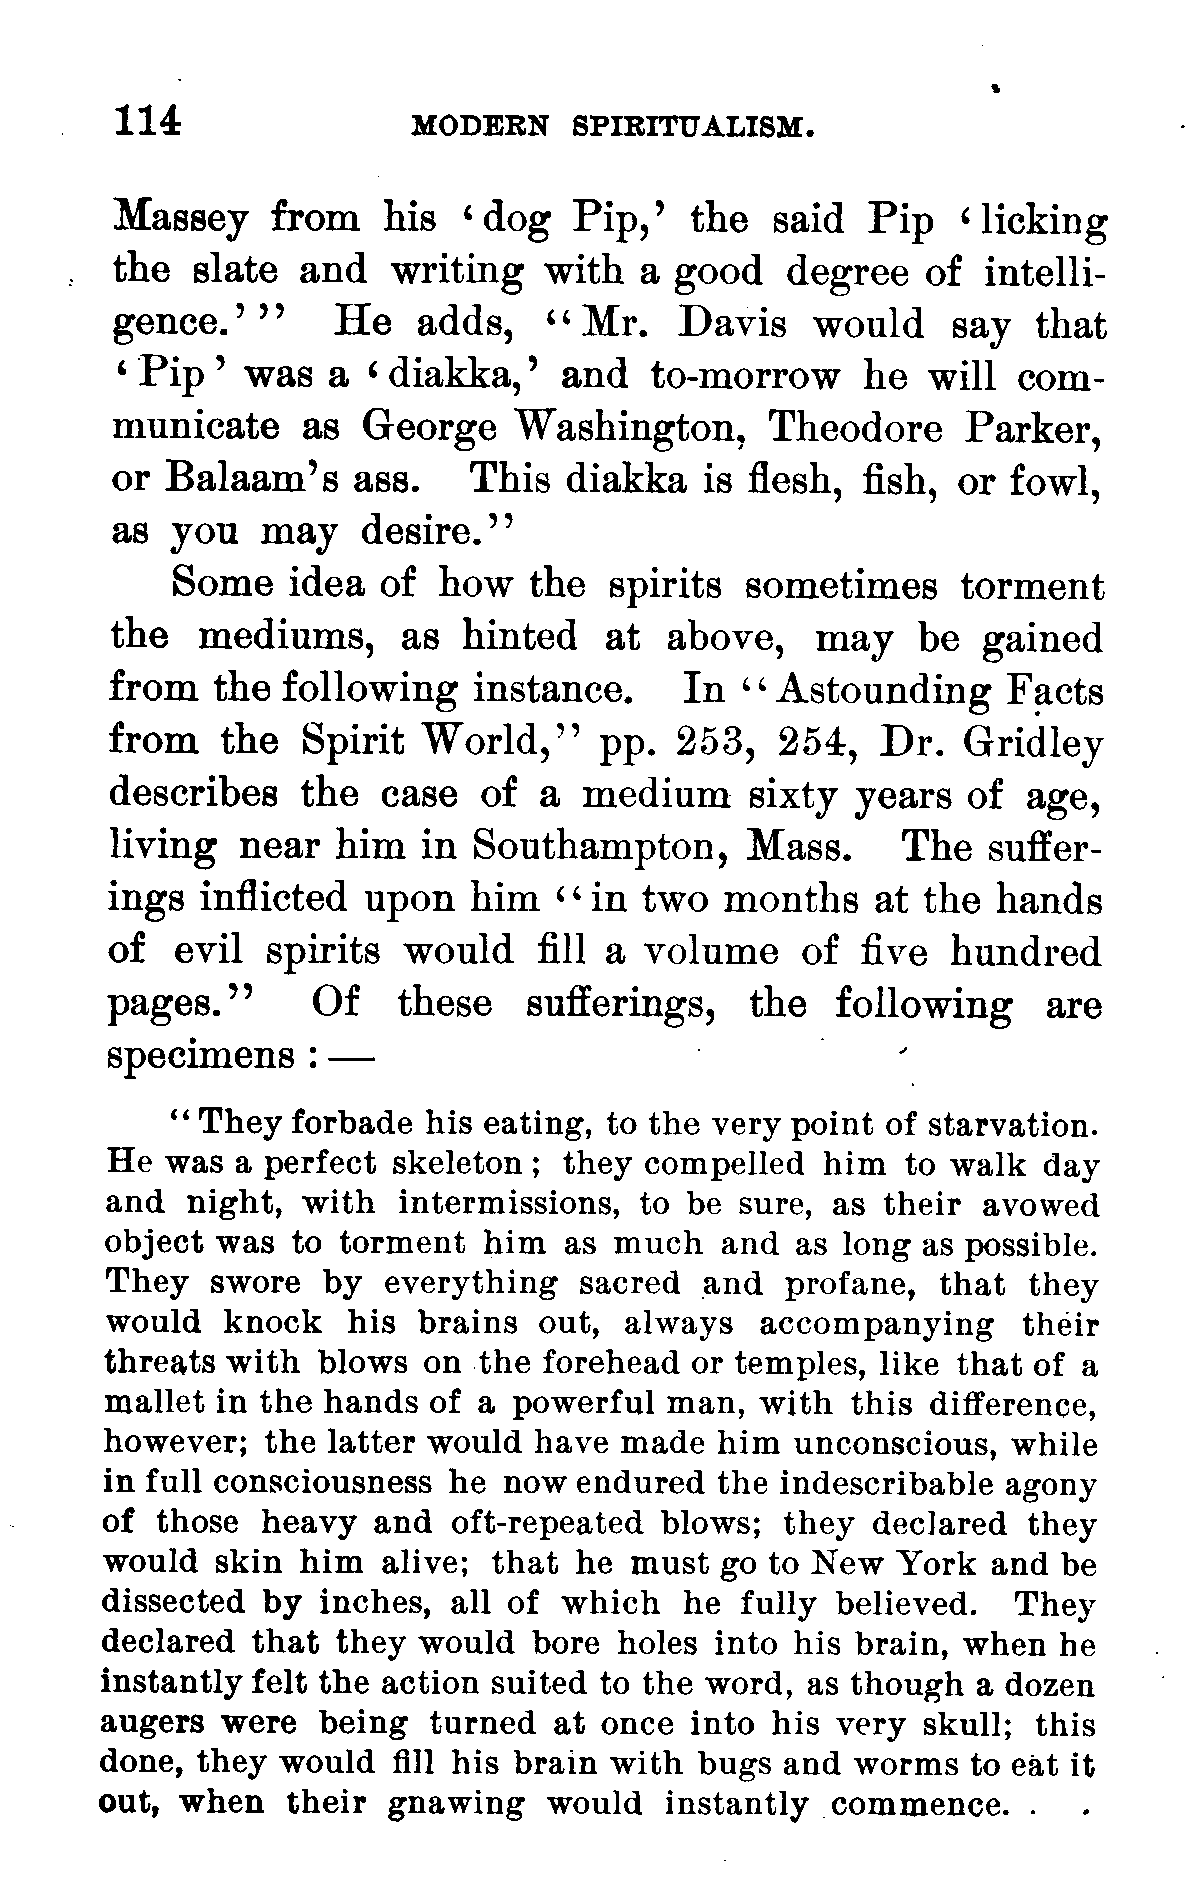 114 MODERN SPIRITUALISM.
Massey from his ‘dog Pip,’ the said Pip ‘licking
the slate and writing with a good degree of intelli-
gence.’” He adds, “Mr. Davis would say that
‘Pip’ was a ‘diakka,’ and to-morrow he will com-
municate as George Washington, Theodore Parker,
or Balaam’s ass. This diakka is flesh, fish, or fowl,
as you may desire.”
Some idea of how the spirits sometimes torment
the mediums, as hinted at above, may be gained
from the following instance. In “Astounding Facts
from the Spirit World,” pp. 253, 254, Dr. Gridley
describes the case of a medium sixty years of age,
living near him in Southampton, Mass. The suffer-
ings inflicted upon him “in two months at the hands
of evil spirits would fill a volume of five hundred
pages.” Of these sufferings, the following are
specimens : —
“They forbade his eating, to the very point of starvation.
He was a perfect skeleton; they compelled him to walk day
and night, with intermissions, to be sure, as their avowed
object was to torment him as much and as long as possible.
They swore by everything sacred and profane, that they
would knock his brains out, always accompanying their
threats with blows on the forehead or temples, like that of a
mallet in the hands of a powerful man, with this difference,
however; the latter would have made him unconscious, while
in full consciousness he now endured the indescribable agony
of those heavy and oft-repeated blows; they declared they
would skin him alive; that he must go to New York and be
dissected by inches, all of which he fully believed. They
declared that they would bore holes into his brain, when he
instantly felt the action suited to the word, as though a dozen
augers were being turned at once into his very skull; this
done, they would fill his brain with bugs and worms to eat it
out, when their gnawing would instantly commence. . .